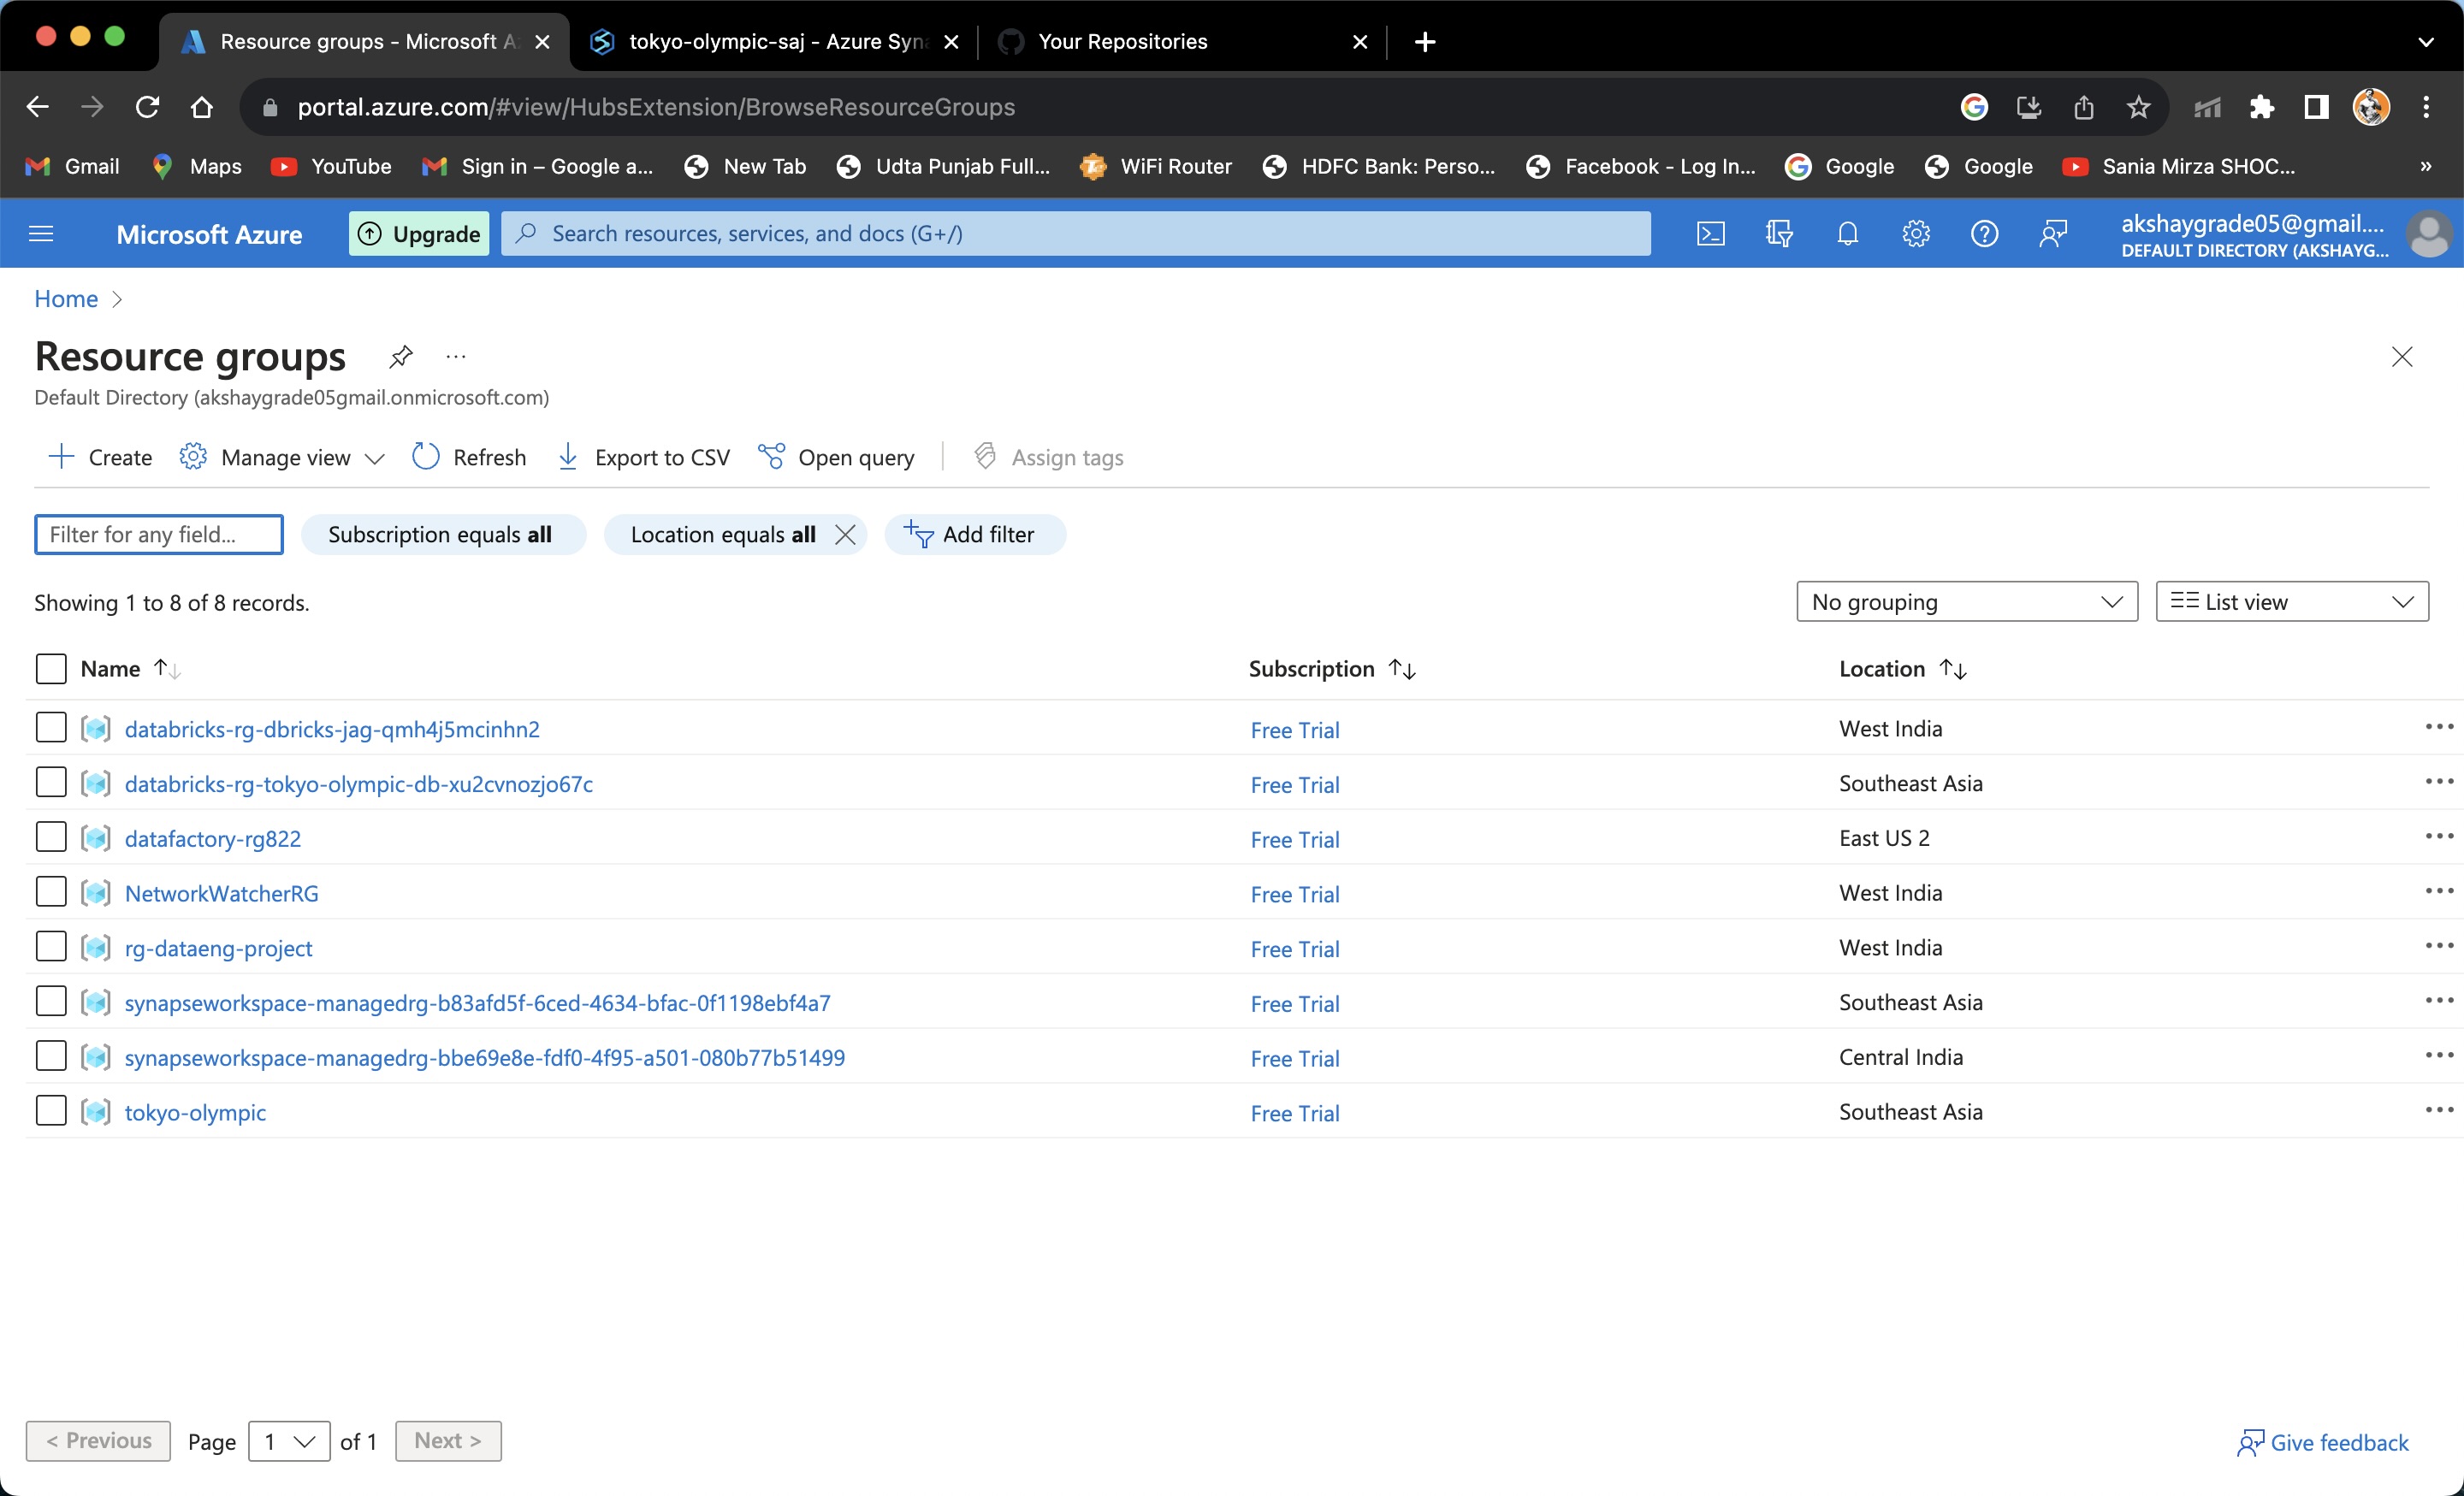 Resource groups - Microsoft A
tokyo-olympic-saj - Azure Syn
Your Repositories
portal.azure.com/#view/HubsExtension/BrowseResourceGroups
Gmail
Maps
YouTube
Sign in – Google a...
New Tab
Udta Punjab Full...
WiFi Router
HDFC Bank: Perso...
Facebook - Log In...
Google
Google
Sania Mirza SHOC...
»
Microsoft Azure
Upgrade
Search resources, services, and docs (G+/)
akshaygrade05@gmail....
DEFAULT DIRECTORY (AKSHAYG...
Home
Resource groups
...
Default Directory (akshaygrade05gmail.onmicrosoft.com)
Create
Manage view
Refresh
Export to CSV
Open query
Assign tags
Filter for any field...
Subscription equals all
Location equals all
Add filter
Showing 1 to 8 of 8 records.
No grouping
List view
Name
Subscription
Location
databricks-rg-dbricks-jag-qmh4j5mcinhn2 Free Trial West India
databricks-rg-tokyo-olympic-db-xu2cvnozjo67c Free Trial Southeast Asia
datafactory-rg822 Free Trial East US 2
NetworkWatcherRG Free Trial West India
rg-dataeng-project Free Trial West India
synapseworkspace-managedrg-b83afd5f-6ced-4634-bfac-0f1198ebf4a7 Free Trial Southeast Asia
synapseworkspace-managedrg-bbe69e8e-fdf0-4f95-a501-080b77b51499 Free Trial Central India
tokyo-olympic Free Trial Southeast Asia
< Previous Page 1 of 1 Next >
Give feedback